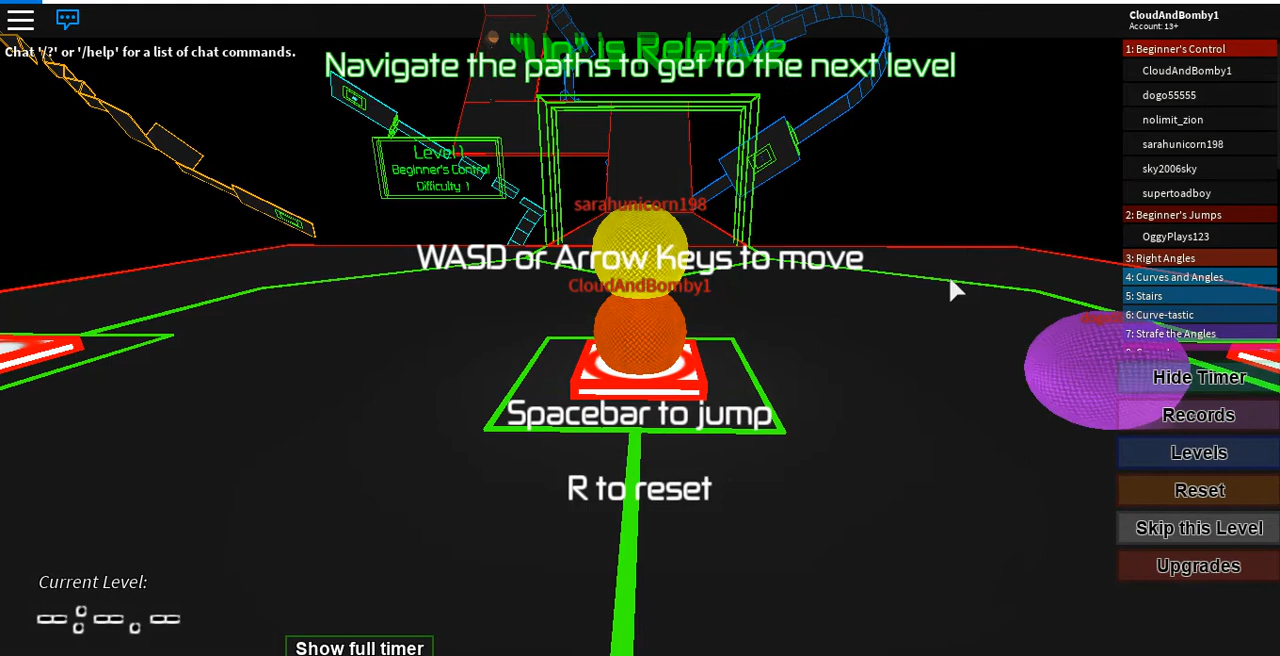 CloudAndBomby1
Account: 13+
Chat '/?' or '/help' for a list of chat commands.
"Up" is Relative
Navigate the paths to get to the next level
Level 1
Beginner's Control
Difficulty 1
sarahunicorn198
WASD or Arrow Keys to move
CloudAndBomby1
Spacebar to jump
R to reset
1: Beginner's Control
CloudAndBomby1
dogo55555
nolimit_zion
sarahunicorn198
sky2006sky
supertoadboy
2: Beginner's Jumps
OggyPlays123
3: Right Angles
4: Curves and Angles
5: Stairs
6: Curve-tastic
7: Strafe the Angles
Hide Timer
Records
Levels
Reset
Skip this Level
Upgrades
Current Level:
Show full timer